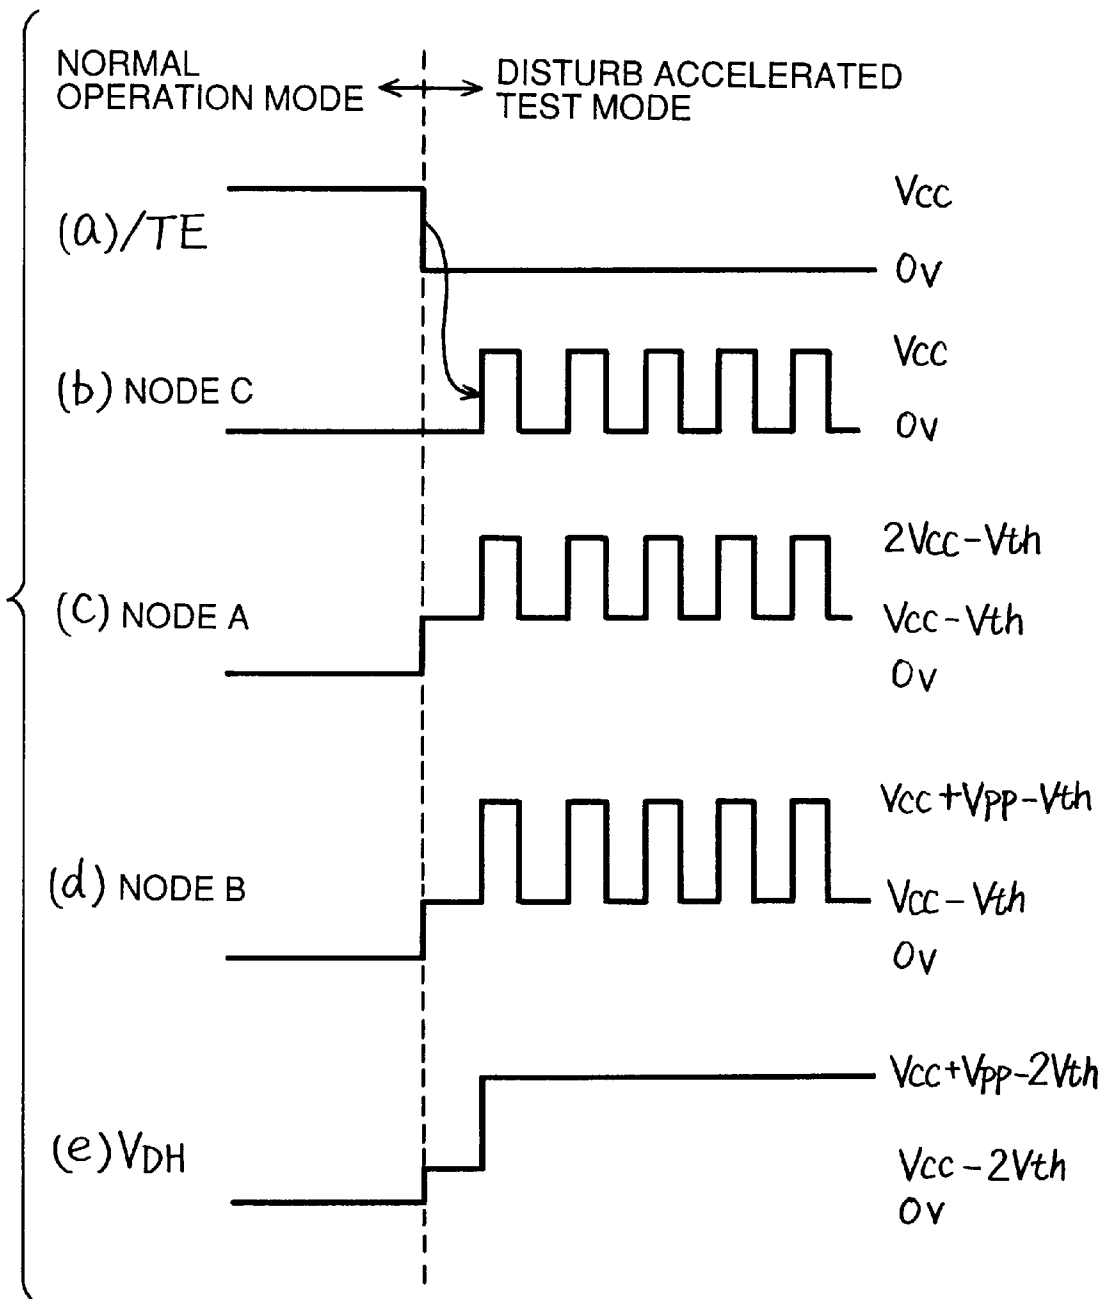 NORMAL
OPERATION MODE
DISTURB ACCELERATED
TEST MODE
(a)/TE
Vcc
0v
(b) NODE C
Vcc
0v
(c) NODE A
2Vcc-Vth
Vcc-Vth
0v
(d) NODE B
Vcc+Vpp-Vth
Vcc-Vth
0v
(e) VDH
Vcc+Vpp-2Vth
Vcc-2Vth
0v